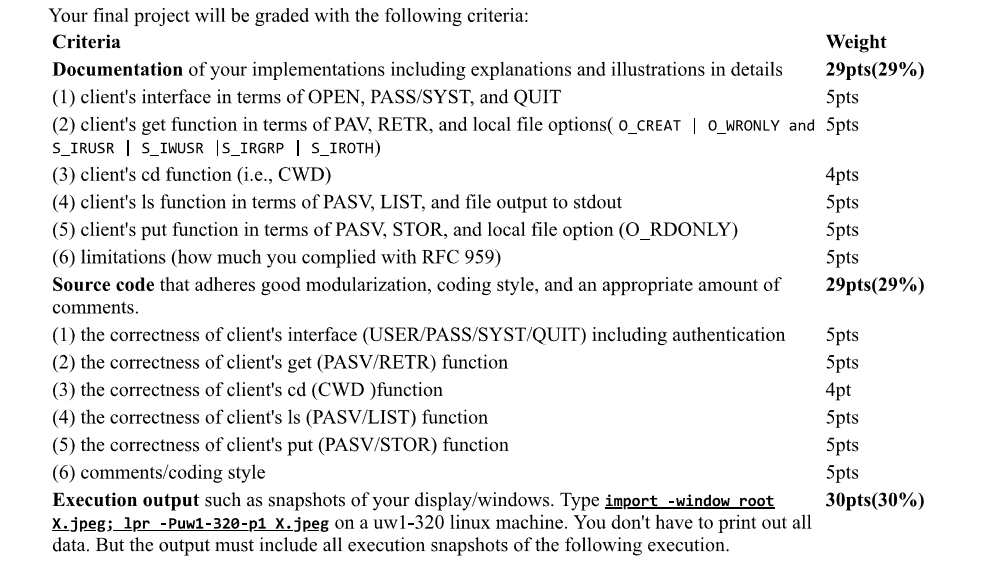 Your final project will be graded with the following criteria:
Criteria Weight
Documentation of your implementations including explanations and illustrations in details 29pts(29%)
(1) client's interface in terms of OPEN, PASS/SYST, and QUIT 5pts
(2) client's get function in terms of PAV, RETR, and local file options( O_CREAT | O_WRONLY and 5pts
S_IRUSR | S_IWUSR |S_IRGRP | S_IROTH)
(3) client's cd function (i.e., CWD) 4pts
(4) client's ls function in terms of PASV, LIST, and file output to stdout 5pts
(5) client's put function in terms of PASV, STOR, and local file option (O_RDONLY) 5pts
(6) limitations (how much you complied with RFC 959) 5pts
Source code that adheres good modularization, coding style, and an appropriate amount of 29pts(29%)
comments.
(1) the correctness of client's interface (USER/PASS/SYST/QUIT) including authentication 5pts
(2) the correctness of client's get (PASV/RETR) function 5pts
(3) the correctness of client's cd (CWD )function 4pt
(4) the correctness of client's ls (PASV/LIST) function 5pts
(5) the correctness of client's put (PASV/STOR) function 5pts
(6) comments/coding style 5pts
Execution output such as snapshots of your display/windows. Type import -window root 30pts(30%)
X.jpeg; lpr -Puw1-320-p1 X.jpeg on a uw1-320 linux machine. You don't have to print out all
data. But the output must include all execution snapshots of the following execution.